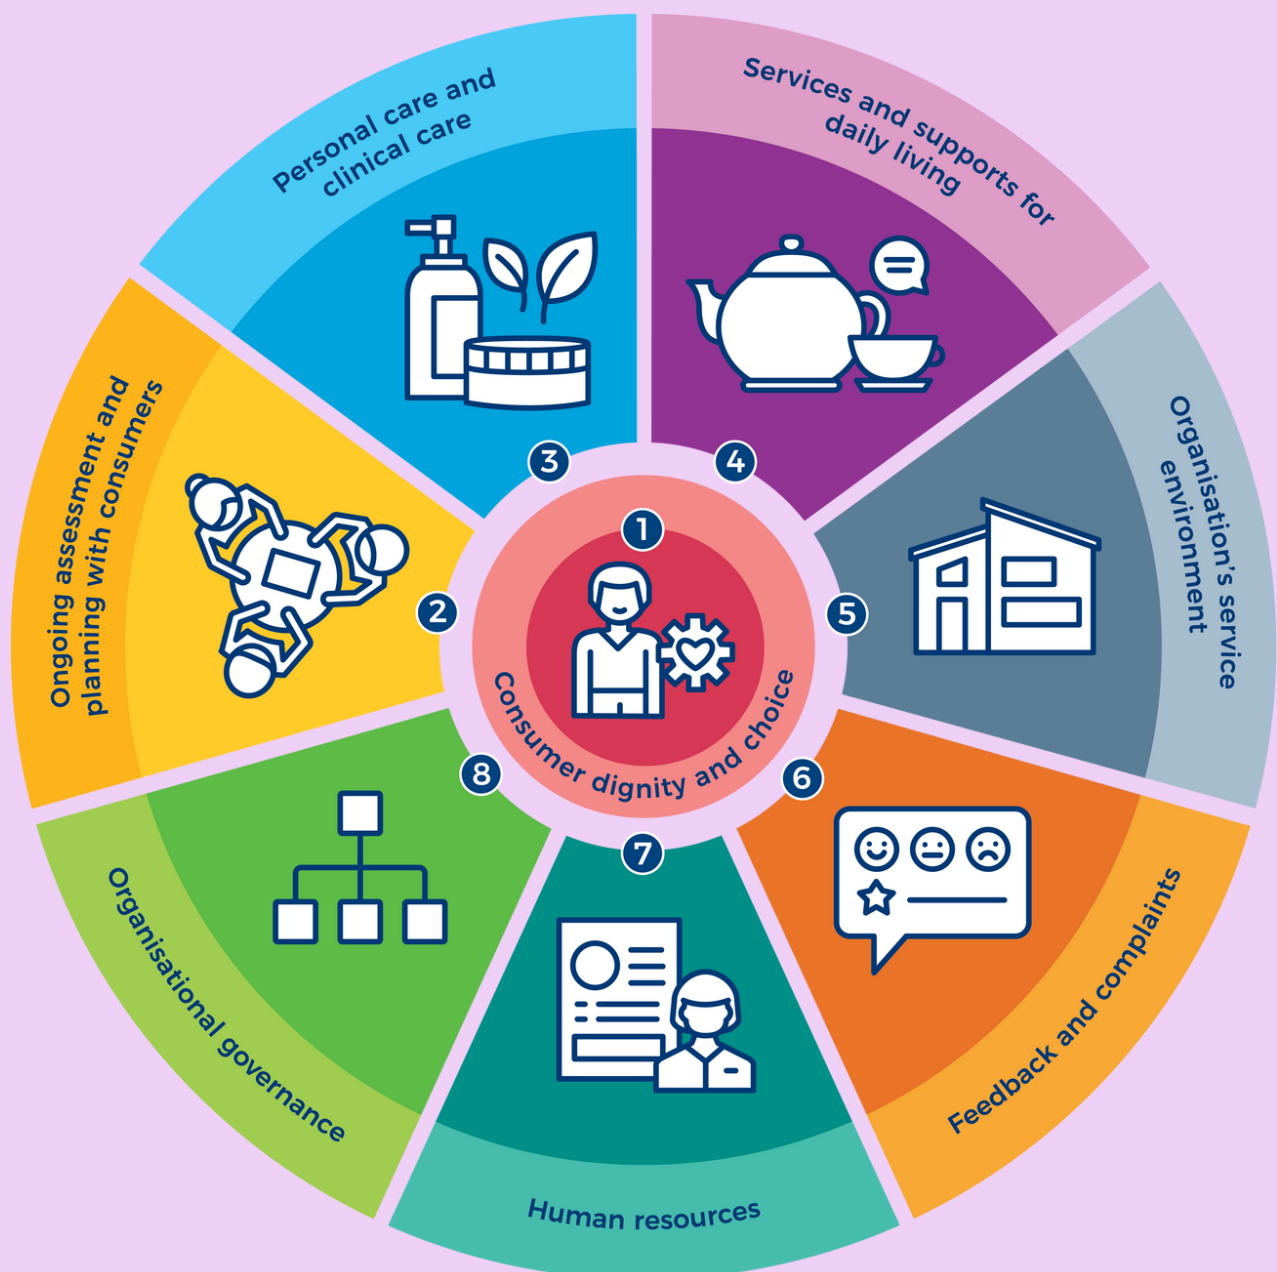 1
Consumer dignity and choice
2
Ongoing assessment and
planning with consumers
3
Personal care and
clinical care
4
Services and supports for
daily living
5
Organisation's service
environment
6
Feedback and complaints
7
Human resources
8
Organisational governance